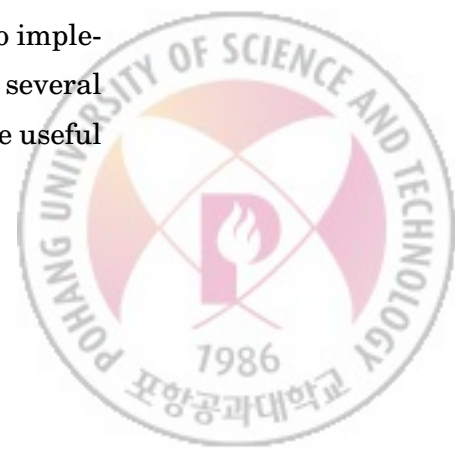 o imple-
several
e useful
POHANG UNIVERSITY OF SCIENCE AND TECHNOLOGY
P
1986
포항공과대학교